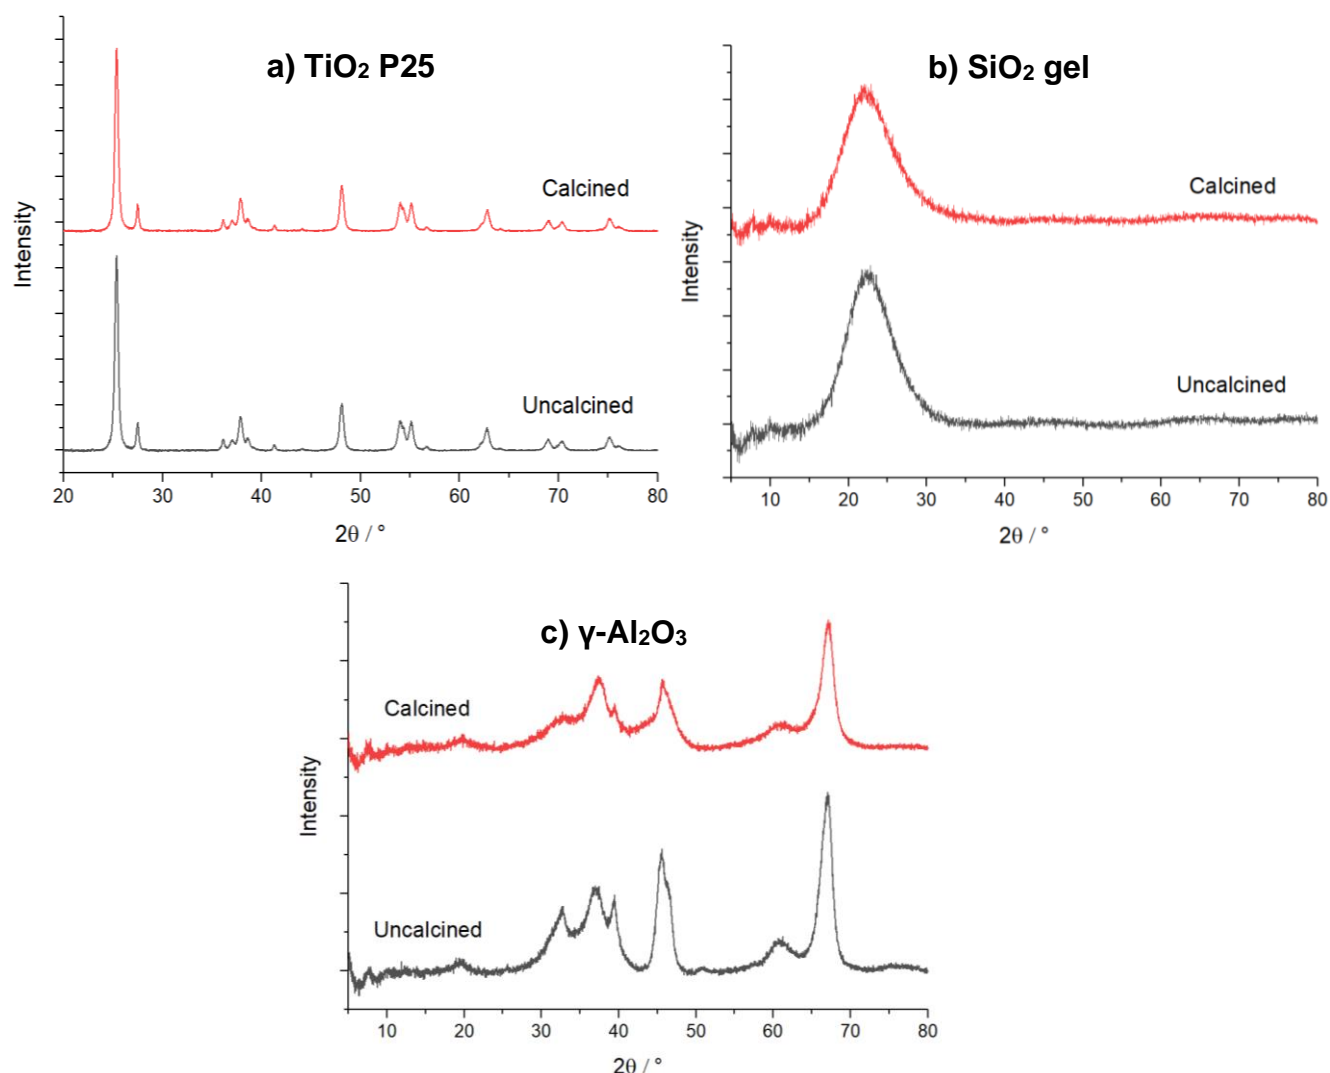 a) TiO₂ P25
Intensity
Calcined
Uncalcined
20 30 40 50 60 70 80
2θ / °
b) SiO₂ gel
Intensity
Calcined
Uncalcined
10 20 30 40 50 60 70 80
2θ / °
c) γ-Al₂O₃
Intensity
Calcined
Uncalcined
10 20 30 40 50 60 70 80
2θ / °